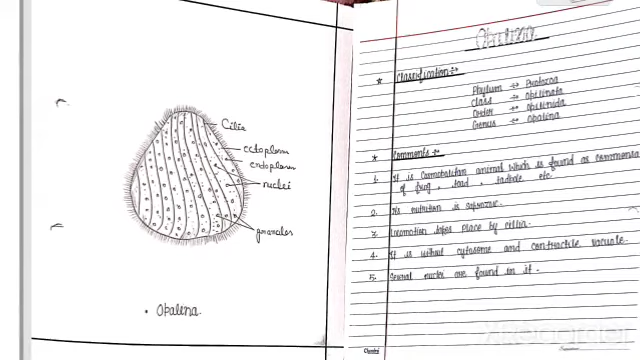 Cilia
ectoplasm
endoplasm
nuclei
granules
• Opalina.
Opalina.
* Classification :-
Phylum → Protozoa
Class → Opalinata
Order → Opalinida
Genus → Opalina
* Comments :-
1. It is Cosmopolitan animal which is found as commensal
of frog, toad, tadpole etc.
2. Its nutrition is saprozoic.
3. Locomotion takes place by cilia.
4. It is without cytosome and contractile vacuole.
5. Several nuclei are found in it.